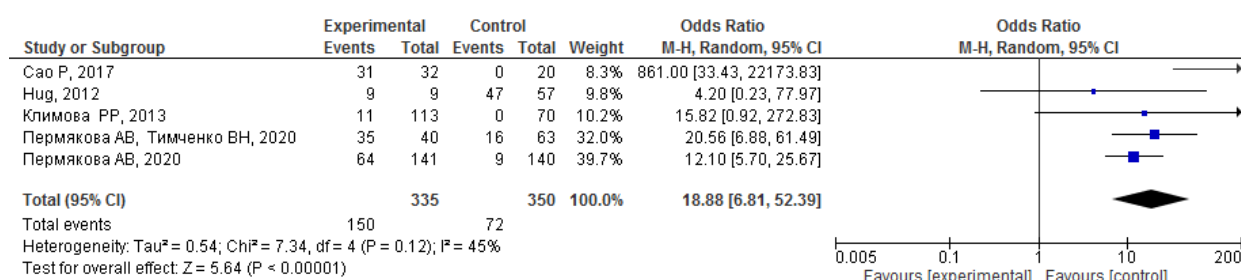 Experimental Control Odds Ratio Odds Ratio
Study or Subgroup Events Total Events Total Weight M-H, Random, 95% CI M-H, Random, 95% CI
Cao P, 2017 31 32 0 20 8.3% 861.00 [33.43, 22173.83]
Hug, 2012 9 9 47 57 9.8% 4.20 [0.23, 77.97]
Климова РР, 2013 11 113 0 70 10.2% 15.82 [0.92, 272.83]
Пермякова АВ, Тимченко ВН, 2020 35 40 16 63 32.0% 20.56 [6.88, 61.49]
Пермякова АВ, 2020 64 141 9 140 39.7% 12.10 [5.70, 25.67]
Total (95% CI) 335 350 100.0% 18.88 [6.81, 52.39]
Total events 150 72
Heterogeneity: Tau² = 0.54; Chi² = 7.34, df = 4 (P = 0.12); I² = 45%
Test for overall effect: Z = 5.64 (P < 0.00001)
0.005 0.1 1 10 200
Favours [experimental] Favours [control]